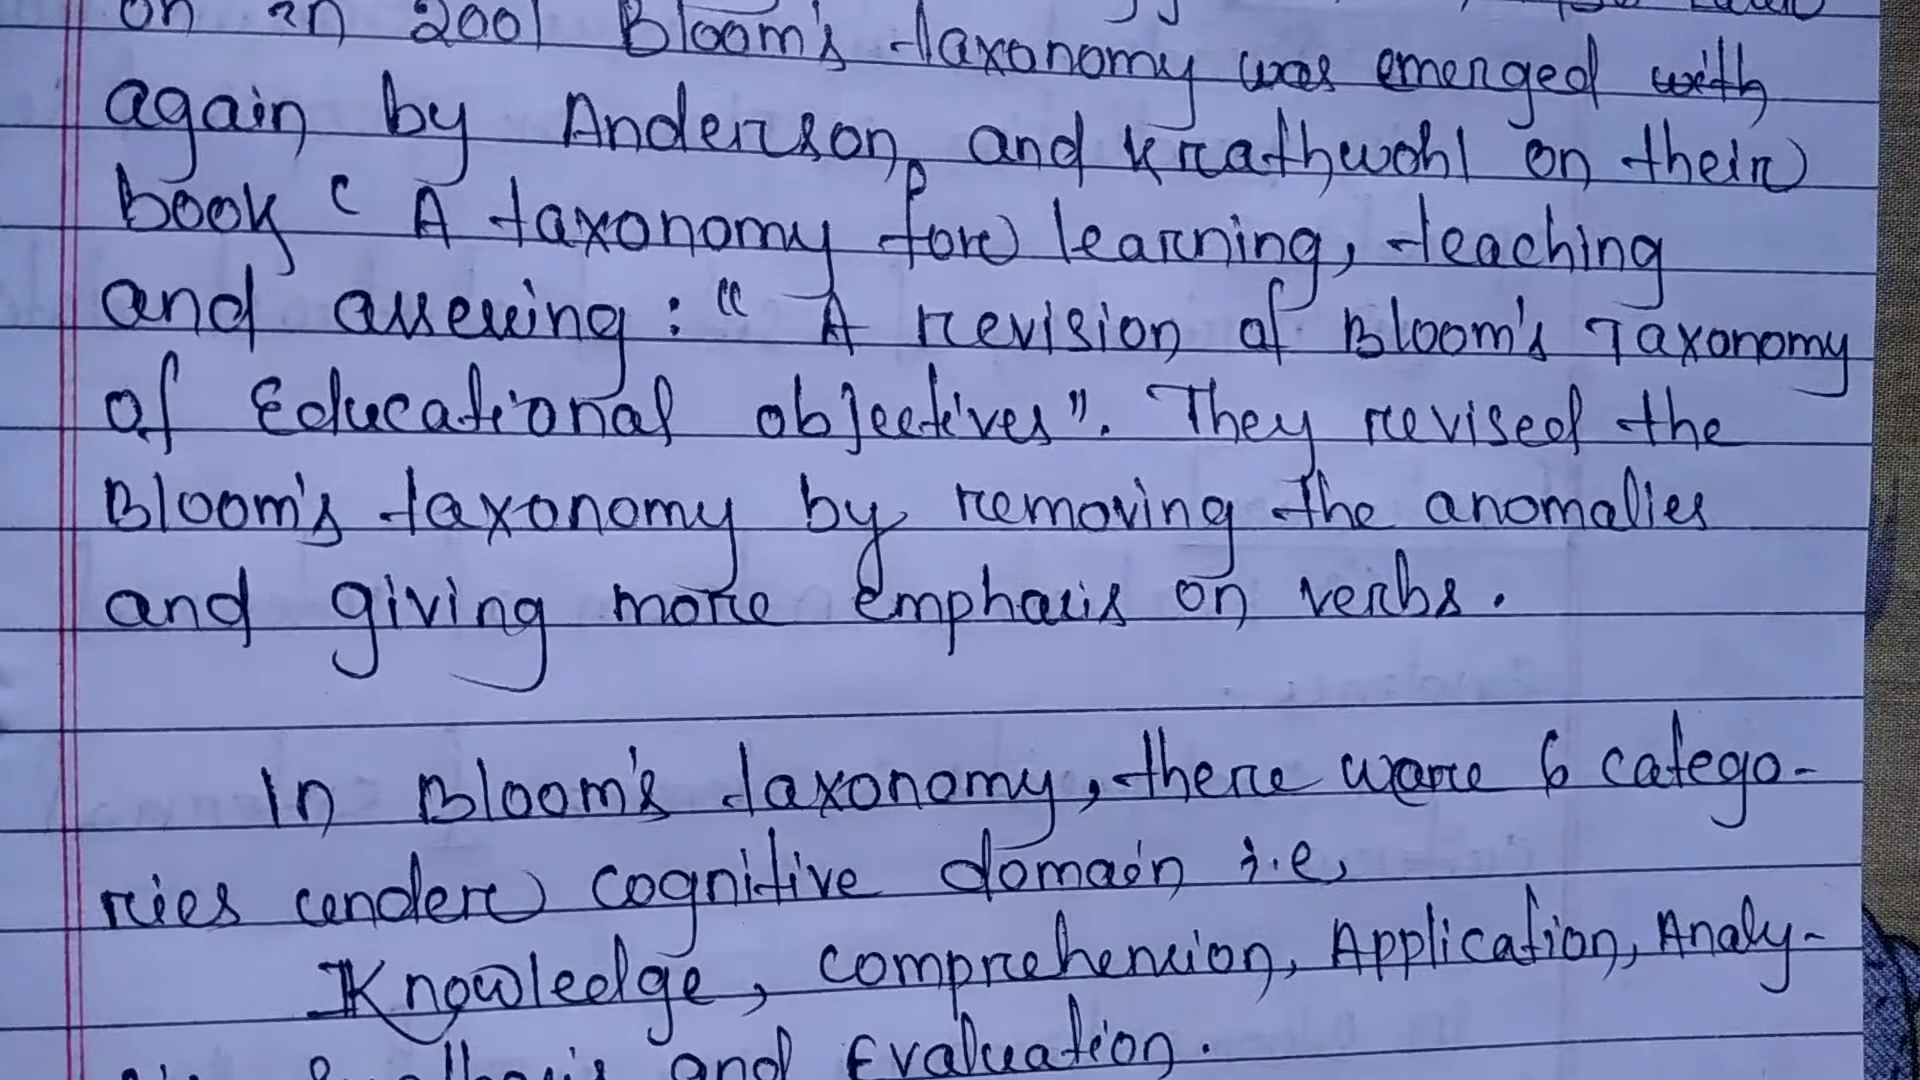 on in 2001 Bloom's taxonomy was emerged with
again by Anderson, and Krathwohl on their
book " A taxonomy for learning, teaching
and assessing : " A revision of Bloom's Taxonomy
of Educational objectives". They revised the
Bloom's taxonomy by removing the anomalies
and giving more emphasis on verbs.
In Bloom's taxonomy, there were 6 catego-
ries under cognitive domain i.e,
Knowledge, comprehension, Application, Analy-
sis, Synthesis and Evaluation.